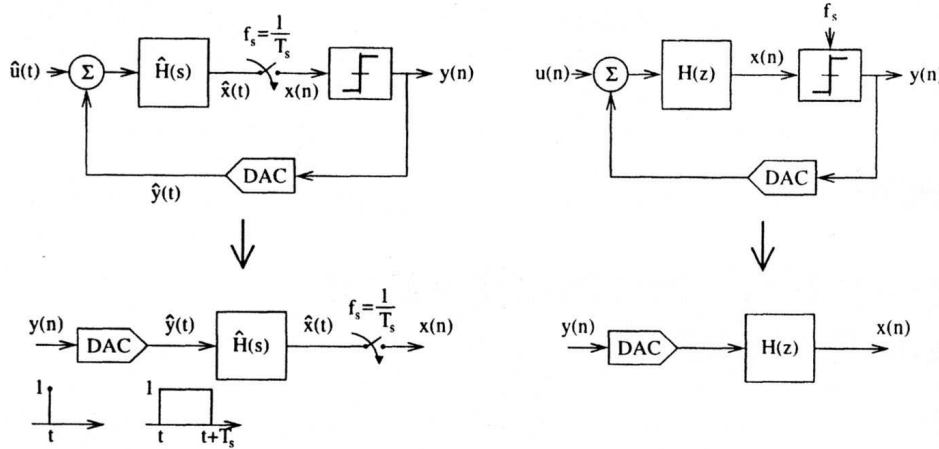 f_s = 1/T_s
û(t)
Σ
Ĥ(s)
x̂(t)
x(n)
y(n)
DAC
ŷ(t)
f_s
u(n)
Σ
H(z)
x(n)
y(n)
DAC
y(n)
DAC
ŷ(t)
Ĥ(s)
x̂(t)
f_s = 1/T_s
x(n)
1
t
1
t
t+T_s
y(n)
DAC
H(z)
x(n)